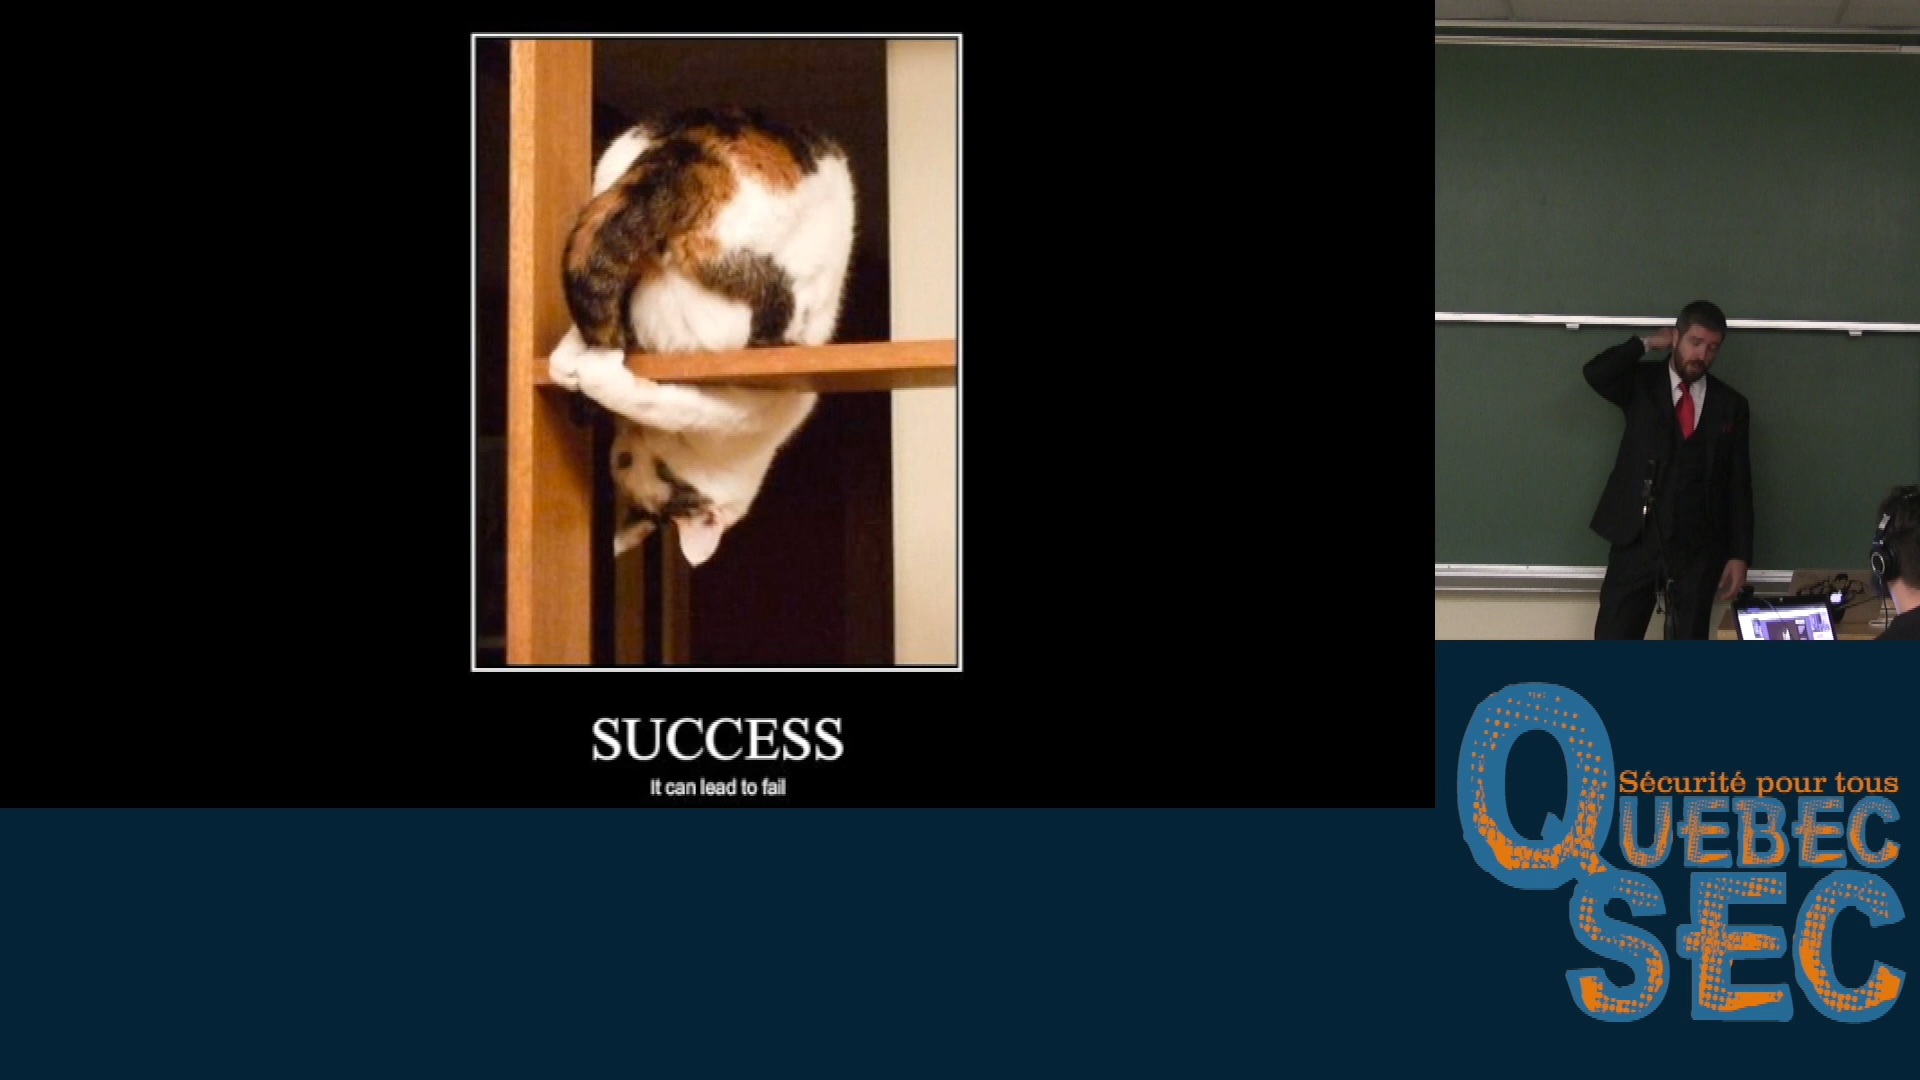 SUCCESS
It can lead to fail
Sécurité pour tous
QUEBEC
SEC